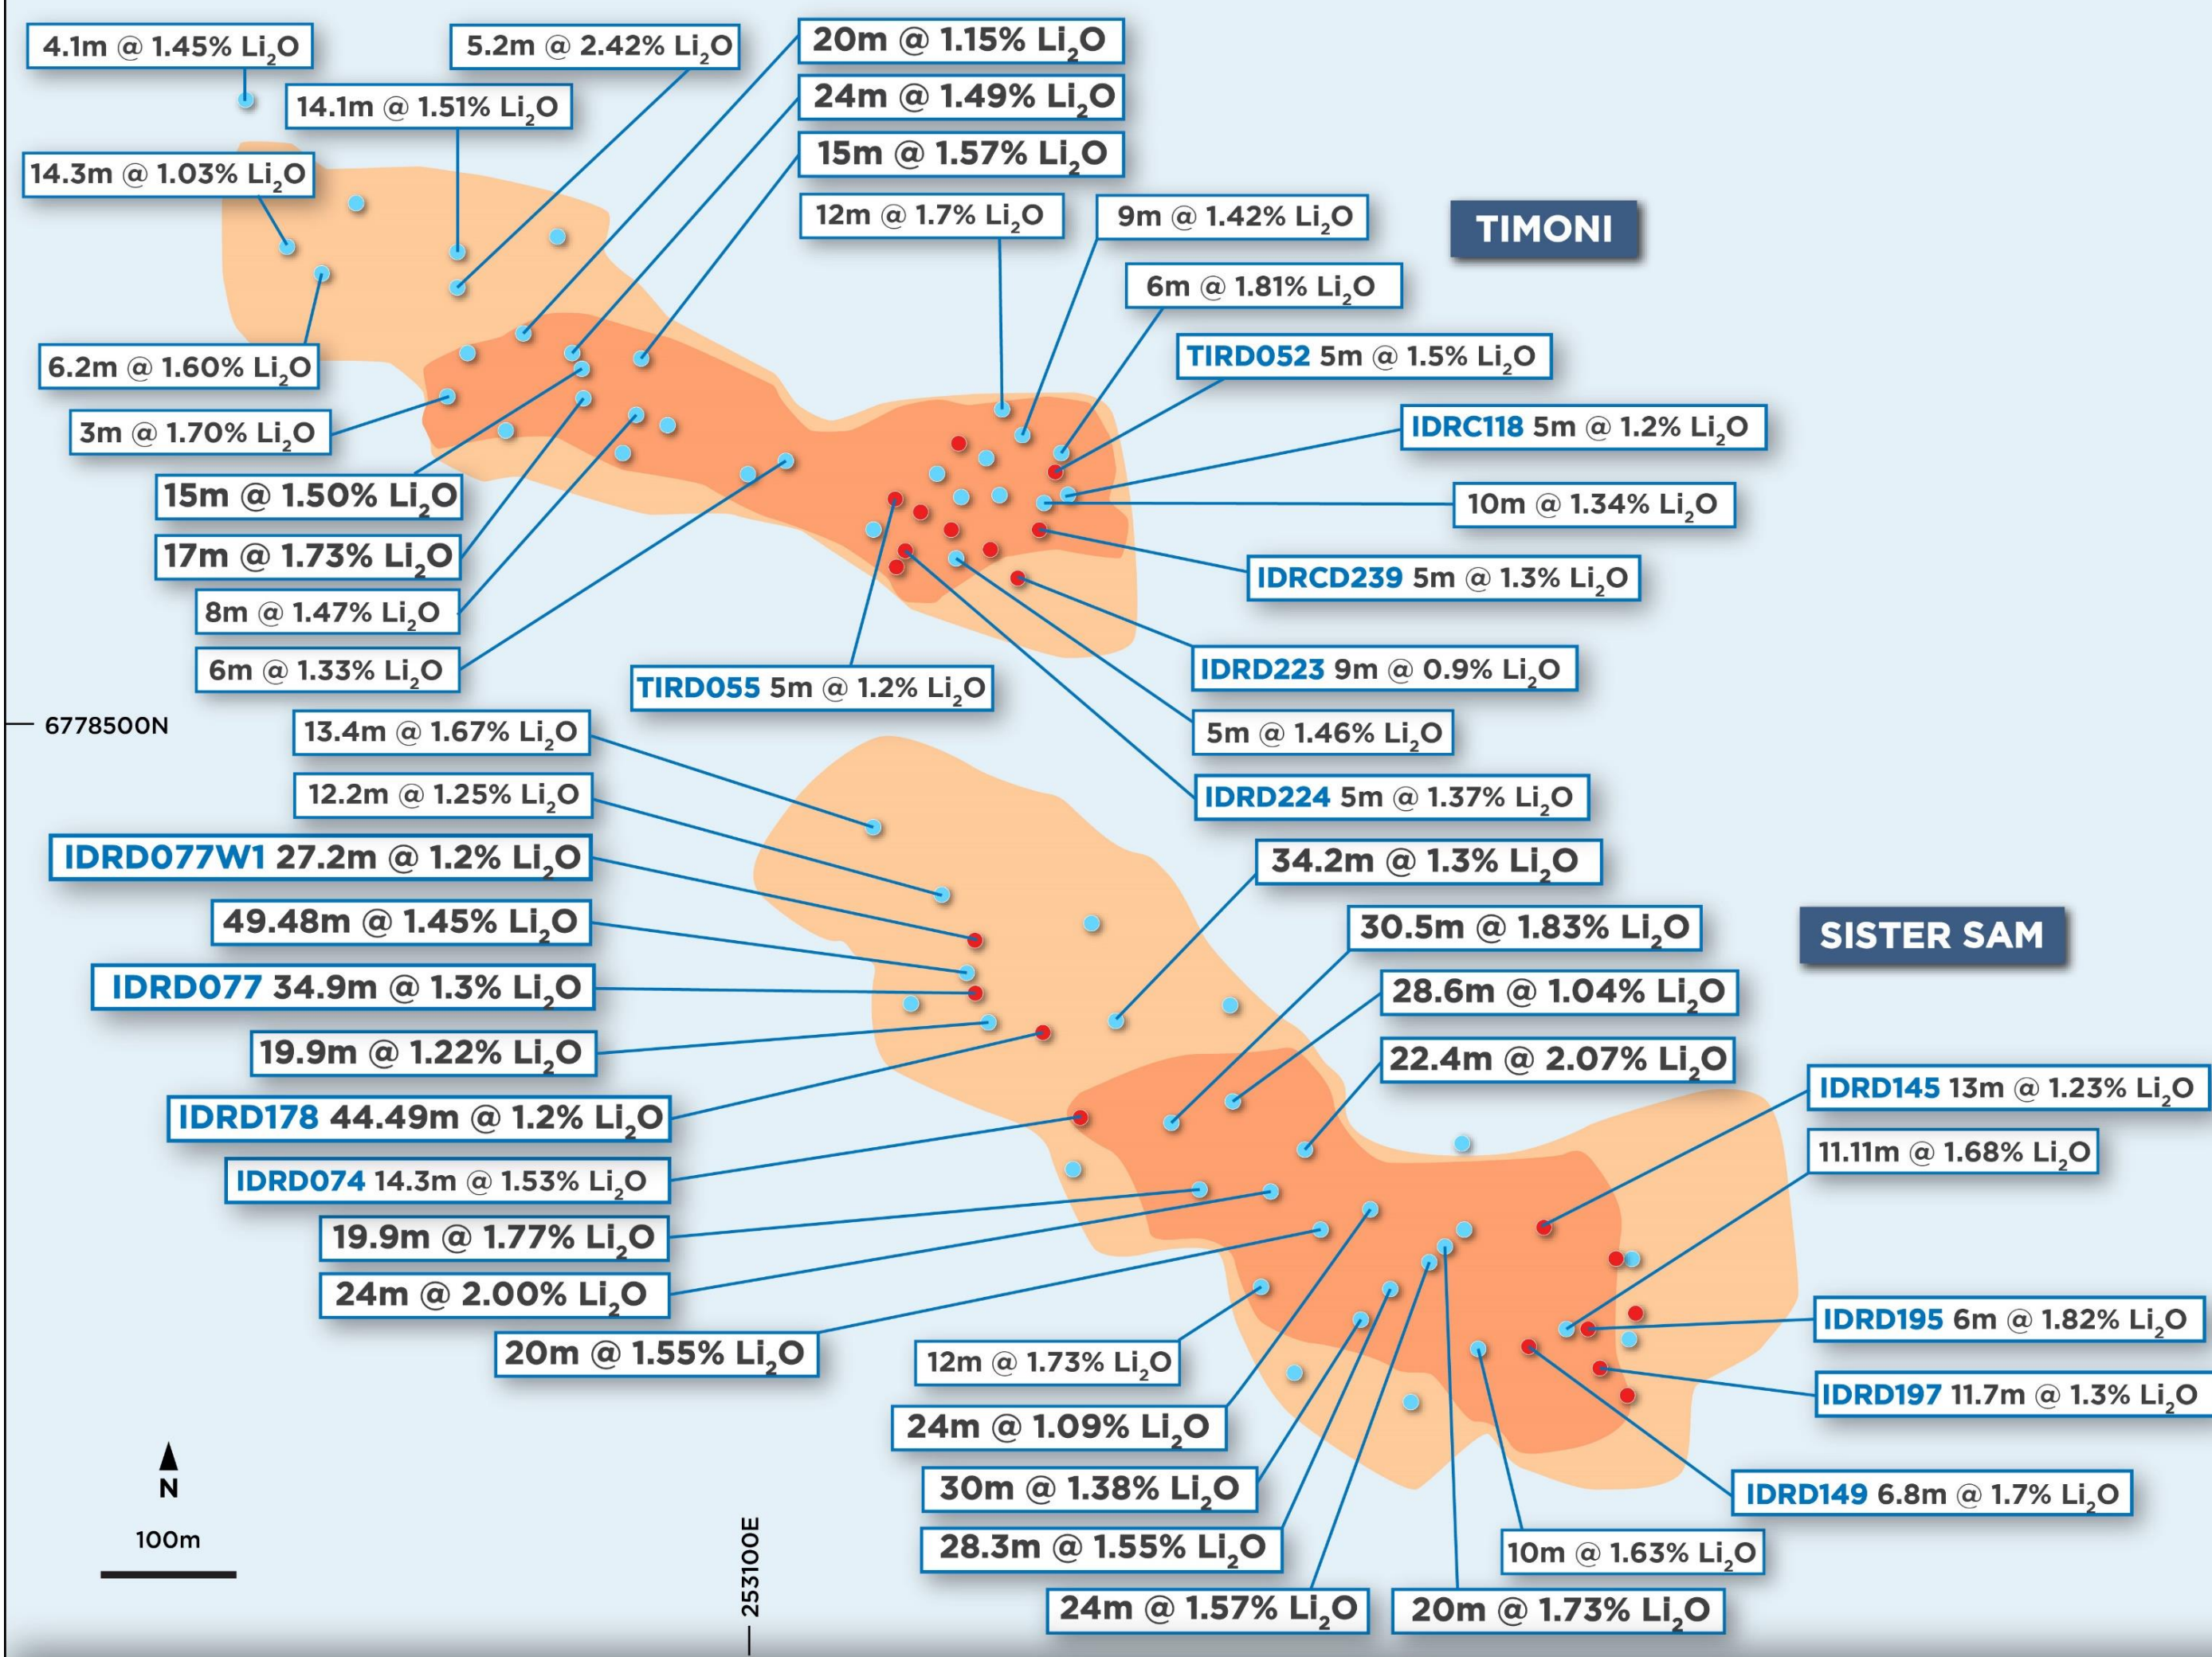 4.1m @ 1.45% Li₂O
5.2m @ 2.42% Li₂O
20m @ 1.15% Li₂O
14.1m @ 1.51% Li₂O
24m @ 1.49% Li₂O
15m @ 1.57% Li₂O
14.3m @ 1.03% Li₂O
12m @ 1.7% Li₂O
9m @ 1.42% Li₂O
TIMONI
6m @ 1.81% Li₂O
6.2m @ 1.60% Li₂O
TIRD052 5m @ 1.5% Li₂O
3m @ 1.70% Li₂O
IDRC118 5m @ 1.2% Li₂O
15m @ 1.50% Li₂O
10m @ 1.34% Li₂O
17m @ 1.73% Li₂O
IDRCD239 5m @ 1.3% Li₂O
8m @ 1.47% Li₂O
6m @ 1.33% Li₂O
TIRD055 5m @ 1.2% Li₂O
IDRD223 9m @ 0.9% Li₂O
6778500N
13.4m @ 1.67% Li₂O
5m @ 1.46% Li₂O
12.2m @ 1.25% Li₂O
IDRD224 5m @ 1.37% Li₂O
IDRD077W1 27.2m @ 1.2% Li₂O
34.2m @ 1.3% Li₂O
49.48m @ 1.45% Li₂O
30.5m @ 1.83% Li₂O
SISTER SAM
IDRD077 34.9m @ 1.3% Li₂O
28.6m @ 1.04% Li₂O
19.9m @ 1.22% Li₂O
22.4m @ 2.07% Li₂O
IDRD178 44.49m @ 1.2% Li₂O
IDRD145 13m @ 1.23% Li₂O
IDRD074 14.3m @ 1.53% Li₂O
11.11m @ 1.68% Li₂O
19.9m @ 1.77% Li₂O
24m @ 2.00% Li₂O
20m @ 1.55% Li₂O
12m @ 1.73% Li₂O
IDRD195 6m @ 1.82% Li₂O
24m @ 1.09% Li₂O
IDRD197 11.7m @ 1.3% Li₂O
30m @ 1.38% Li₂O
IDRD149 6.8m @ 1.7% Li₂O
28.3m @ 1.55% Li₂O
10m @ 1.63% Li₂O
24m @ 1.57% Li₂O
20m @ 1.73% Li₂O
N
100m
253100E